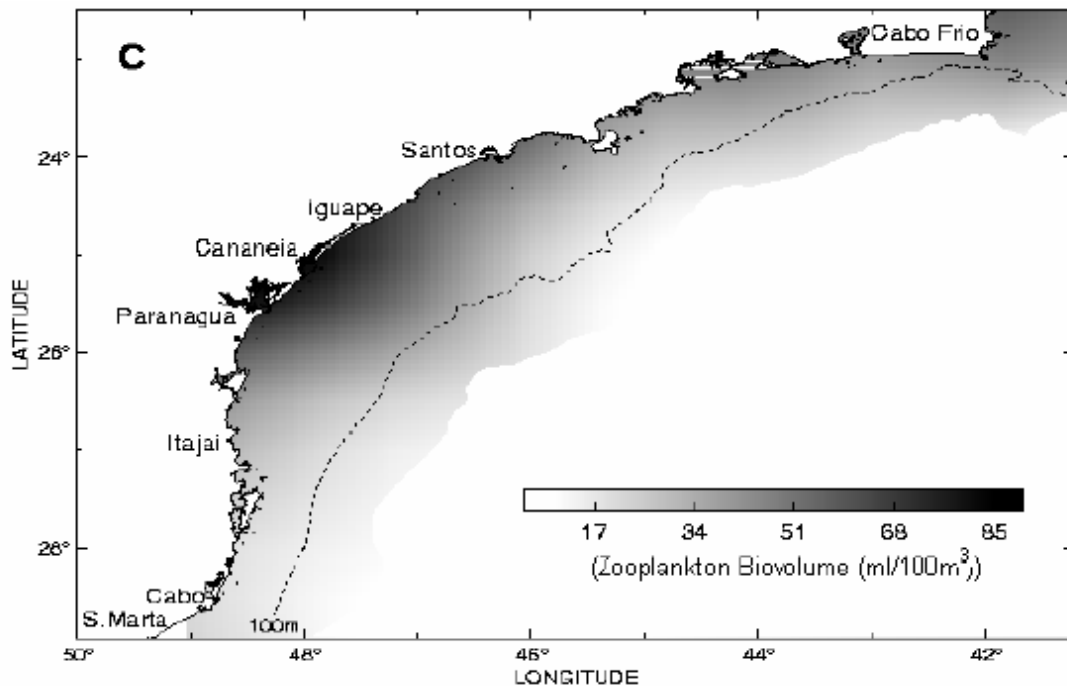 C
Cabo Frio
Santos
Iguape
Cananeia
Paranagua
Itajai
Cabo
S.Marta
100m
24°
26°
28°
LATITUDE
17 34 51 68 85
(Zooplankton Biovolume (ml/100m³))
50° 48° 46° 44° 42°
LONGITUDE